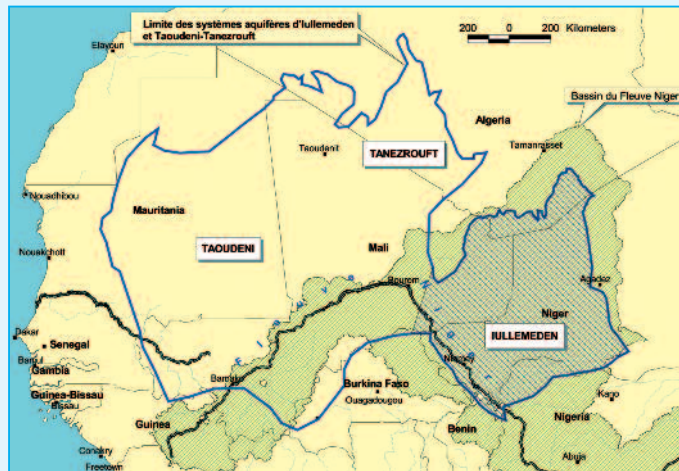 Limite des systèmes aquifères d'Iullemeden
et Taoudeni-Tanezrouft
200 0 200 Kilometers
Elayoun
Bassin du Fleuve Niger
Algeria
Tamanrasset
Taoudenit
TANEZROUFT
Nouadhibou
Mauritania
TAOUDENI
Mali
Nouakchott
Bourem
Agadez
Fleuve Niger
Niger
IULLEMEDEN
Dakar
Senegal
Niamey
Banjul
Gambia
Bamako
Burkina Faso
Kano
Guinea-Bissau
Bissau
Ouagadougou
Guinea
Benin
Nigeria
Conakry
Abuja
Freetown